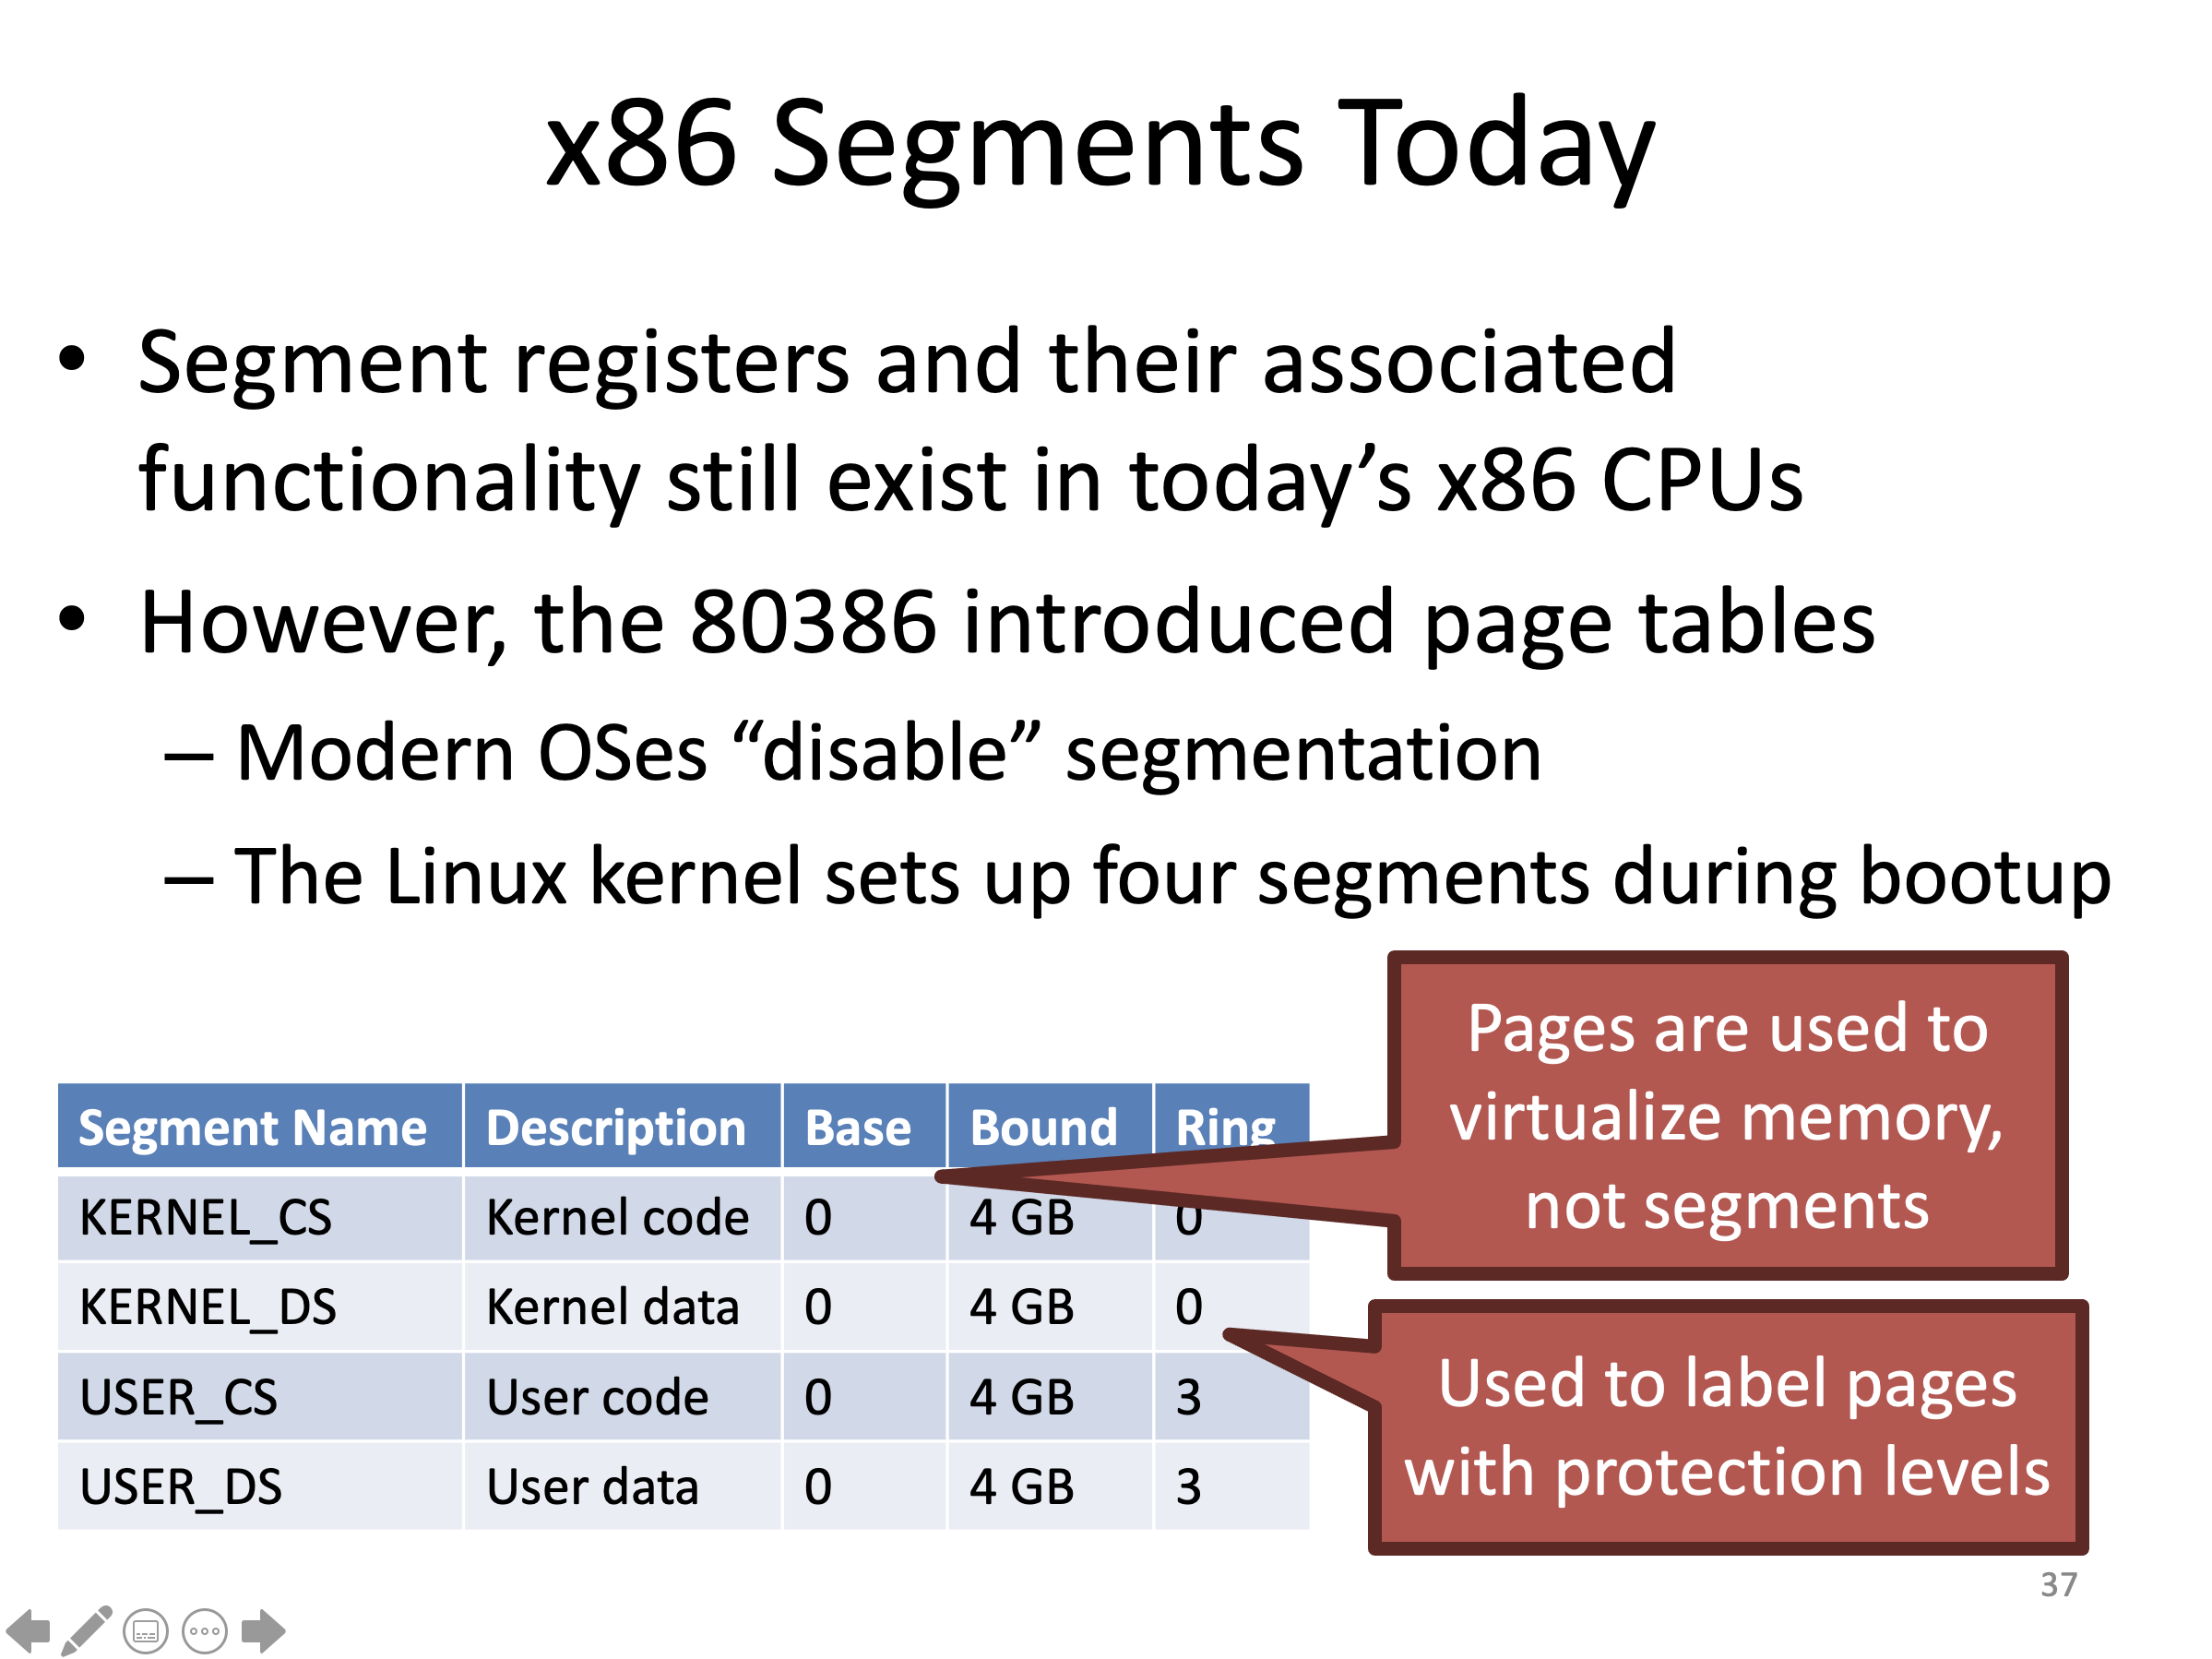 x86 Segments Today
• Segment registers and their associated
functionality still exist in today’s x86 CPUs
• However, the 80386 introduced page tables
– Modern OSes “disable” segmentation
– The Linux kernel sets up four segments during bootup
Segment Name Description Base Bound Ring
KERNEL_CS Kernel code 0 4 GB 0
KERNEL_DS Kernel data 0 4 GB 0
USER_CS User code 0 4 GB 3
USER_DS User data 0 4 GB 3
Pages are used to
virtualize memory,
not segments
Used to label pages
with protection levels
37